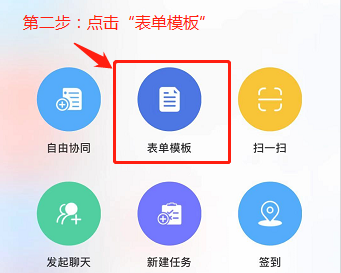 第二步：点击“表单模板”
自由协同
表单模板
扫一扫
发起聊天
新建任务
签到